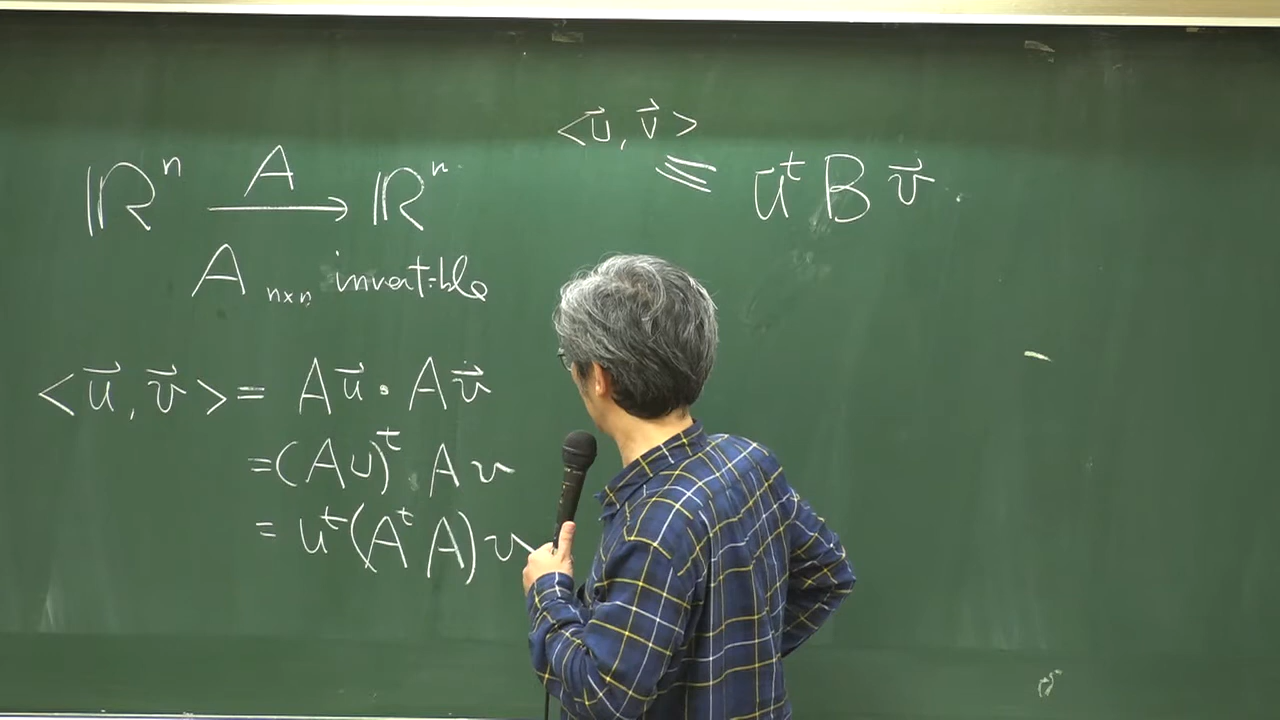 ℝⁿ —A→ ℝⁿ
A n×n invertible
<u⃗, v⃗> = Au⃗ · Av⃗
=(Au)ᵗ Av
= uᵗ(AᵗA)v
<u⃗, v⃗>
= u⃗ᵗ B v⃗.